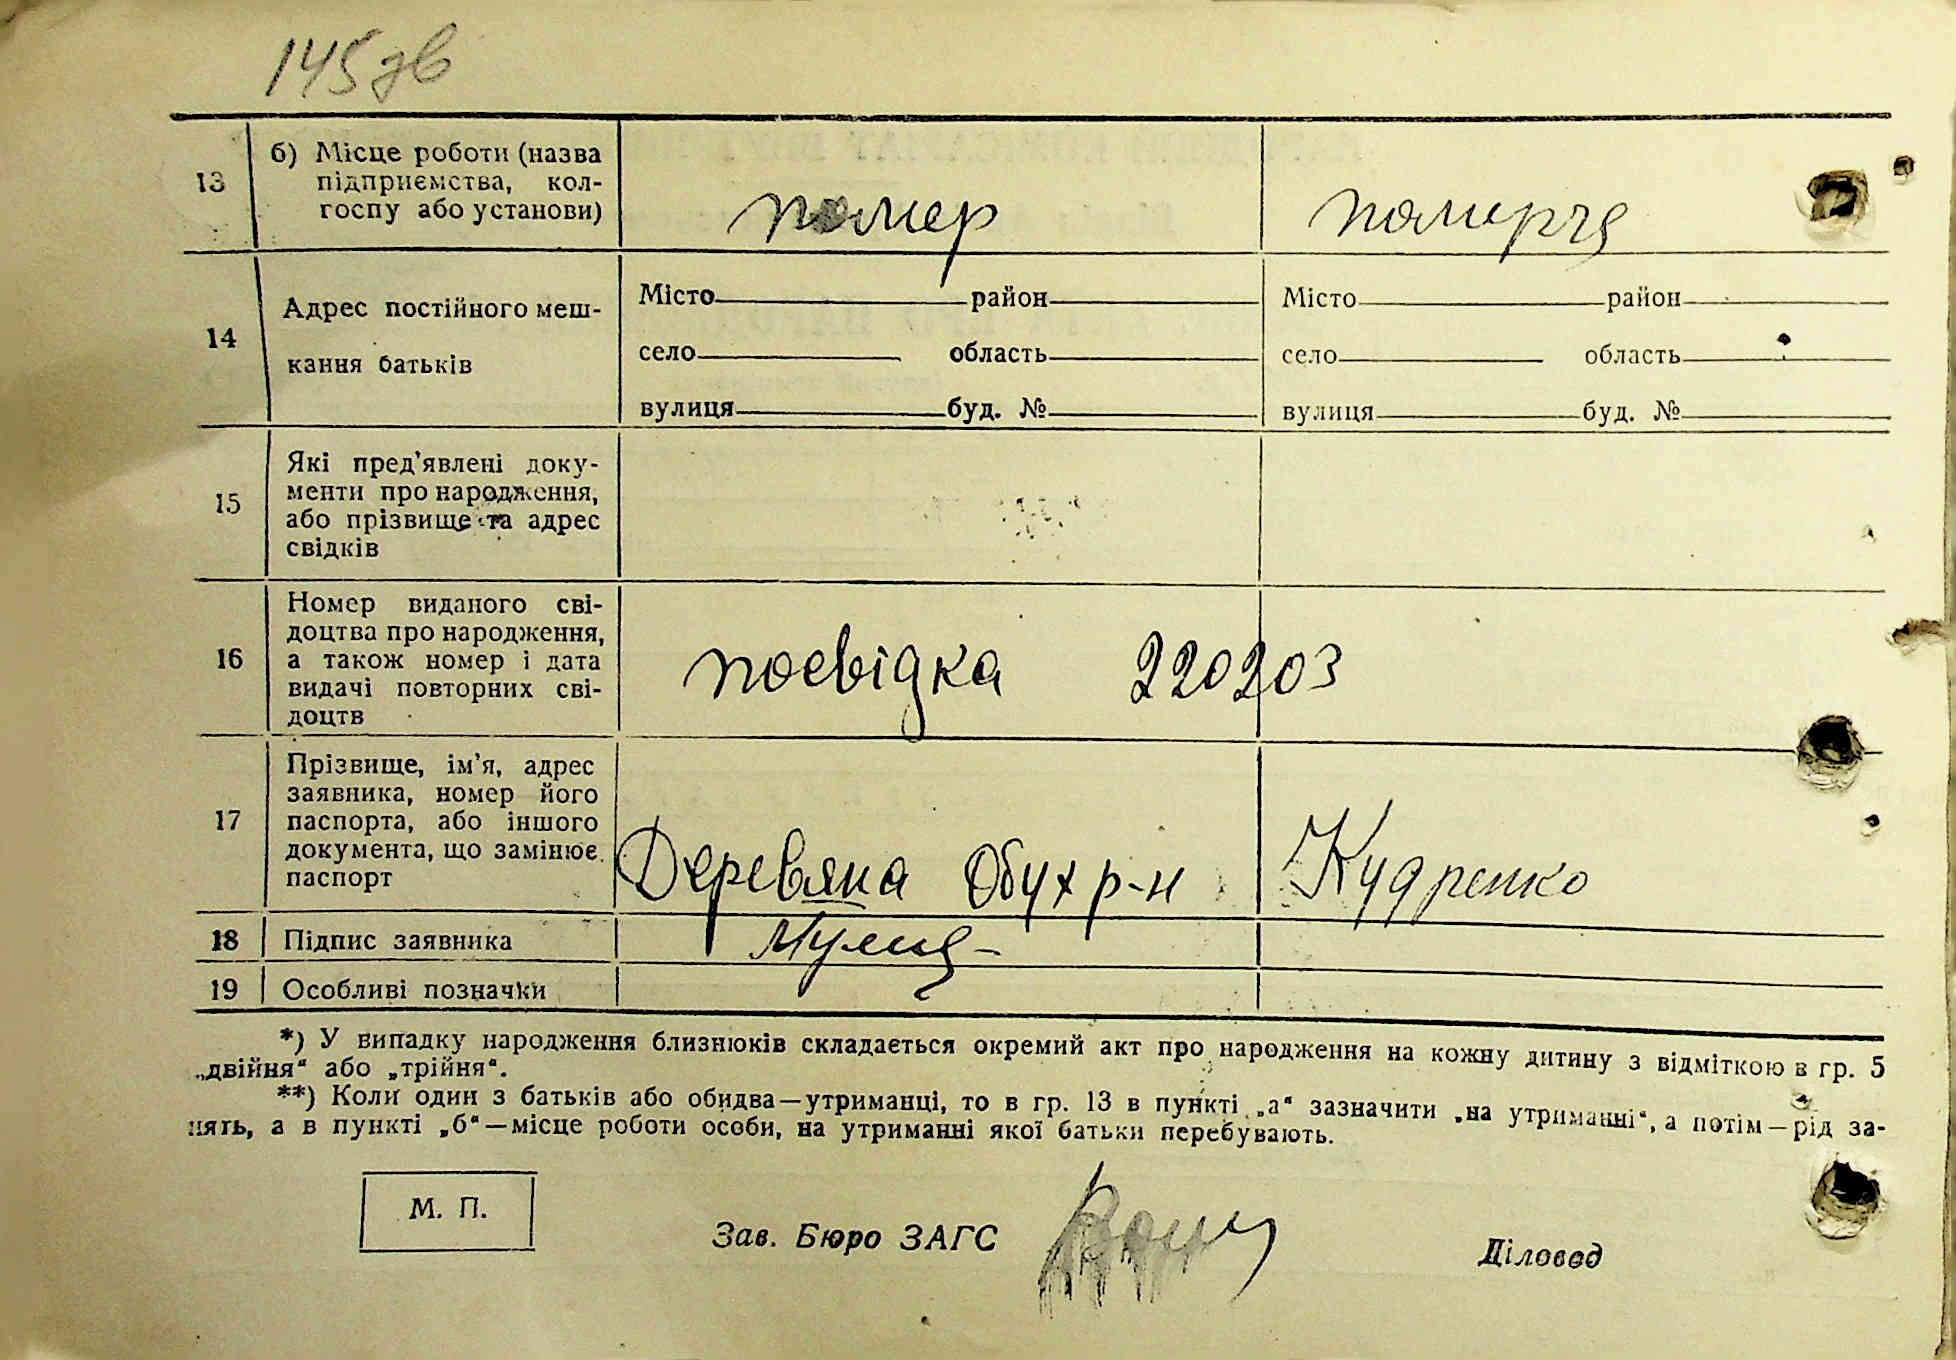 145 зв
13
б) Місце роботи (назва
підприємства, кол-
госпу або установи)
помер
померла
14
Адрес постійного меш-
кання батьків
Місто район
село область
вулиця буд. №
Місто район
село область
вулиця буд. №
15
Які пред'явлені доку-
менти про народження,
або прізвище та адрес
свідків
16
Номер виданого сві-
доцтва про народження,
а також номер і дата
видачі повторних сві-
доцтв
посвідка 220203
17
Прізвище, ім'я, адрес
заявника, номер його
паспорта, або іншого
документа, що замінює
паспорт
Деревяна Обух р-н
Кудренко
18 Підпис заявника
19 Особливі позначки
*) У випадку народження близнюків складається окремий акт про народження на кожну дитину з відміткою в гр. 5
„двійня“ або „трійня“.
**) Коли один з батьків або обидва—утриманці, то в гр. 13 в пункті „а“ зазначити „на утриманні“, а потім—рід за-
нять, а в пункті „б“—місце роботи особи, на утриманні якої батьки перебувають.
М. П.
Зав. Бюро ЗАГС
Діловод